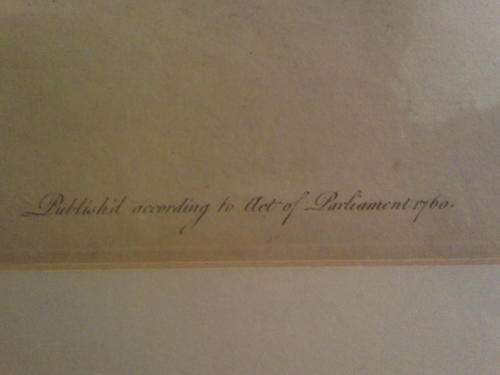 Publish'd according to Act of Parliament 1760.